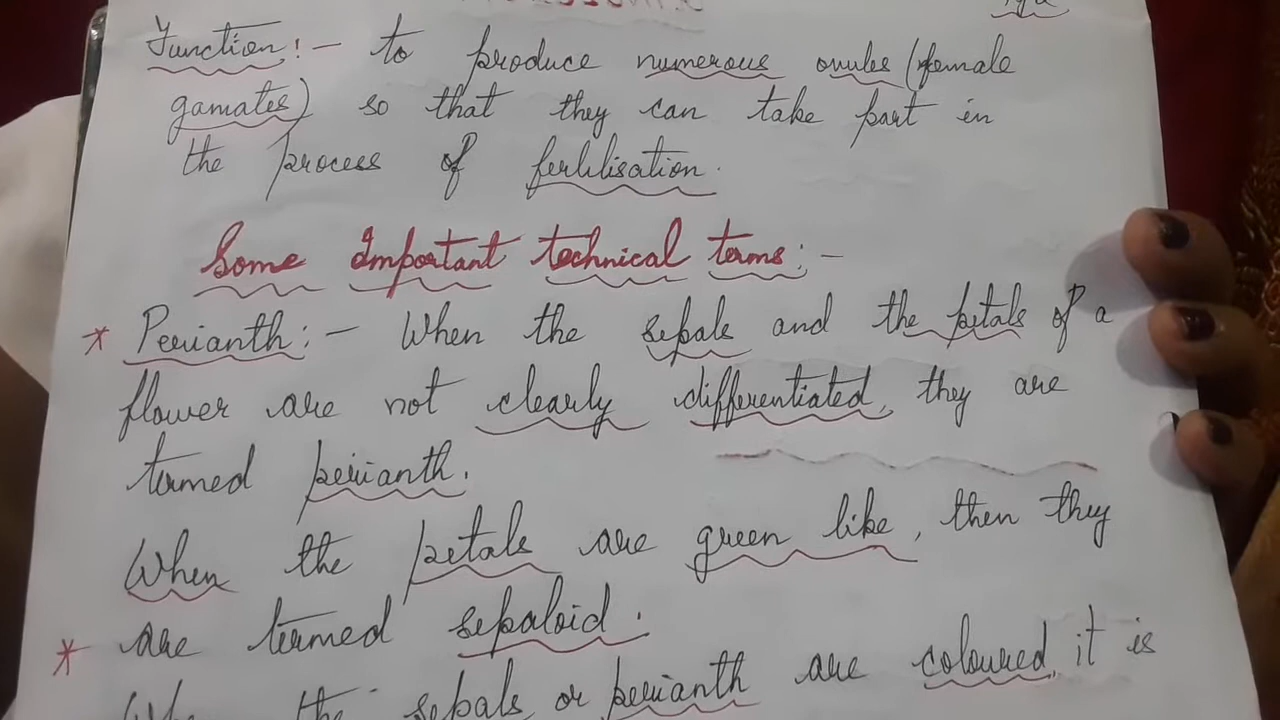 Function:- to produce numerous ovules (female
gamates) so that they can take part in
the process of fertilisation.
Some Important technical terms:-
* Perianth:- When the sepals and the petals of a
flower are not clearly differentiated, they are
termed perianth.
When the petals are green like, then they
* are termed sepaloid.
the sepals or perianth are coloured, it is